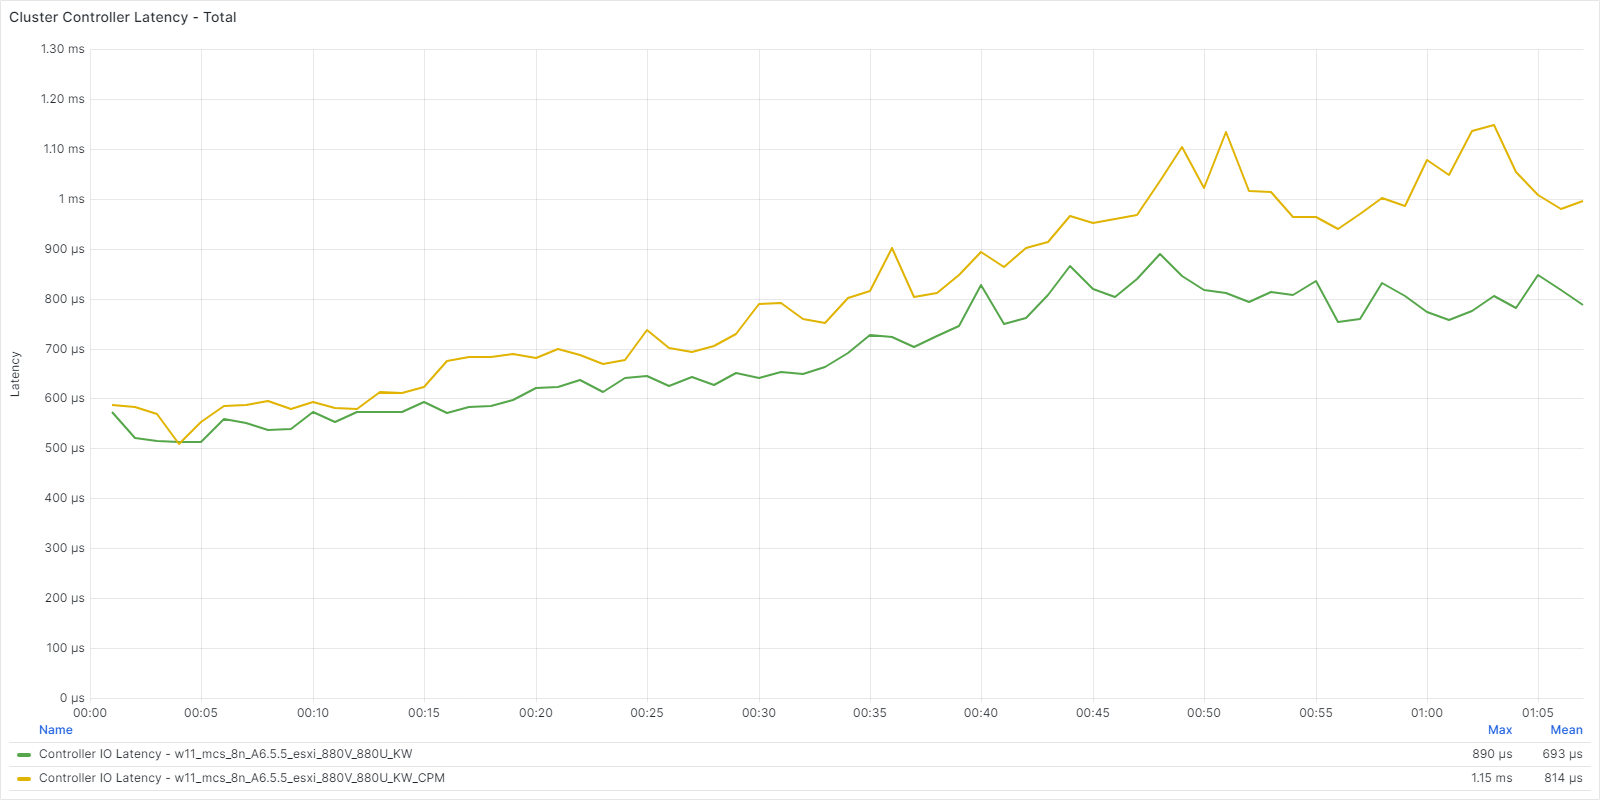 Cluster Controller Latency - Total
1.30 ms
1.20 ms
1.10 ms
1 ms
900 µs
800 µs
700 µs
600 µs
500 µs
400 µs
300 µs
200 µs
100 µs
0 µs
Latency
00:00 00:05 00:10 00:15 00:20 00:25 00:30 00:35 00:40 00:45 00:50 00:55 01:00 01:05
Name Max Mean
Controller IO Latency - w11_mcs_8n_A6.5.5_esxi_880V_880U_KW 890 µs 693 µs
Controller IO Latency - w11_mcs_8n_A6.5.5_esxi_880V_880U_KW_CPM 1.15 ms 814 µs